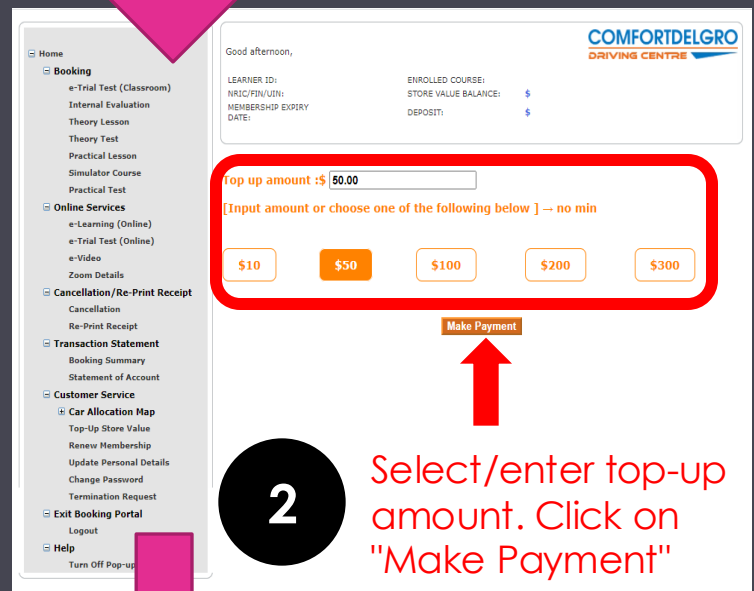 Home
Booking
e-Trial Test (Classroom)
Internal Evaluation
Theory Lesson
Theory Test
Practical Lesson
Simulator Course
Practical Test
Online Services
e-Learning (Online)
e-Trial Test (Online)
e-Video
Zoom Details
Cancellation/Re-Print Receipt
Cancellation
Re-Print Receipt
Transaction Statement
Booking Summary
Statement of Account
Customer Service
Car Allocation Map
Top-Up Store Value
Renew Membership
Update Personal Details
Change Password
Termination Request
Exit Booking Portal
Logout
Help
Turn Off Pop-up
Good afternoon,
COMFORTDELGRO
DRIVING CENTRE
LEARNER ID: ENROLLED COURSE:
NRIC/FIN/UIN: STORE VALUE BALANCE: $
MEMBERSHIP EXPIRY
DATE: DEPOSIT: $
Top up amount :$ 50.00
[Input amount or choose one of the following below ] → no min
$10 $50 $100 $200 $300
Make Payment
2
Select/enter top-up
amount. Click on
"Make Payment"